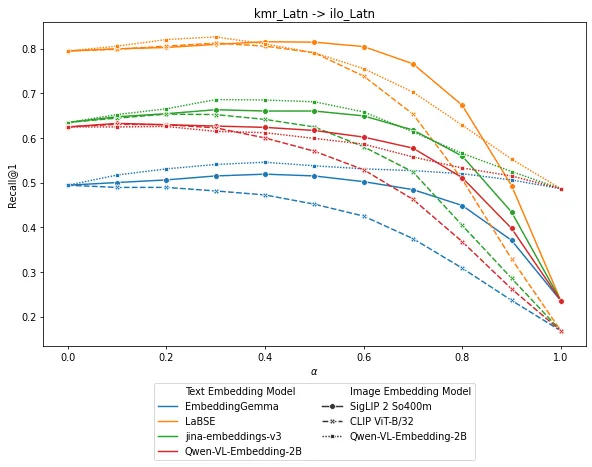 kmr_Latn -> ilo_Latn
Recall@1
0.8
0.7
0.6
0.5
0.4
0.3
0.2
0.0 0.2 0.4 0.6 0.8 1.0
α
Text Embedding Model Image Embedding Model
EmbeddingGemma SigLIP 2 So400m
LaBSE CLIP ViT-B/32
jina-embeddings-v3 Qwen-VL-Embedding-2B
Qwen-VL-Embedding-2B